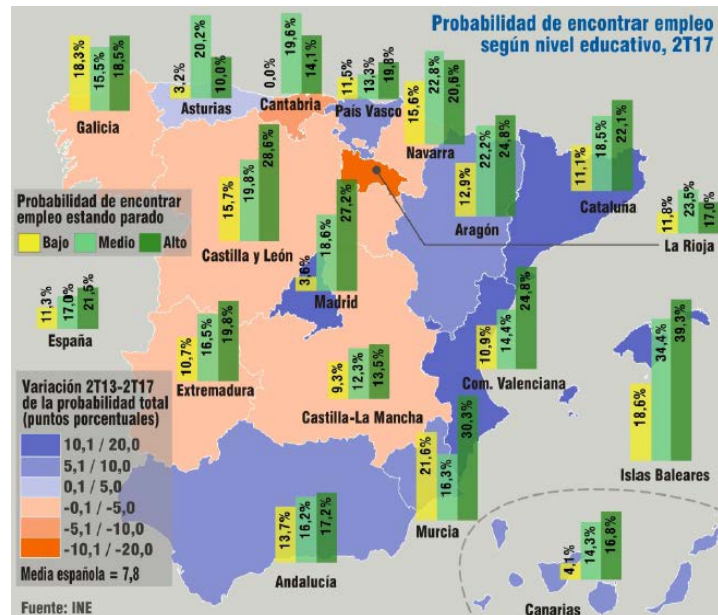 Probabilidad de encontrar empleo
según nivel educativo, 2T17
18,3%
15,5%
18,5%
Galicia
3,2%
20,2%
10,0%
Asturias
0,0%
19,6%
14,1%
Cantabria
11,5%
13,3%
19,8%
País Vasco
15,6%
22,8%
20,6%
Navarra
12,9%
22,2%
24,8%
Aragón
11,1%
18,5%
22,1%
Cataluña
11,8%
23,5%
17,0%
La Rioja
15,7%
19,8%
28,6%
Castilla y León
Probabilidad de encontrar
empleo estando parado
Bajo Medio Alto
3,6%
18,6%
27,2%
Madrid
11,3%
17,0%
21,5%
España
10,7%
16,5%
19,8%
Extremadura
9,3%
12,3%
13,5%
Castilla-La Mancha
10,9%
14,4%
24,8%
Com. Valenciana
18,6%
34,4%
39,3%
Islas Baleares
21,6%
16,3%
30,3%
Murcia
13,7%
16,2%
17,2%
Andalucía
4,1%
14,3%
16,8%
Canarias
Variación 2T13-2T17
de la probabilidad total
(puntos porcentuales)
10,1 / 20,0
5,1 / 10,0
0,1 / 5,0
-0,1 / -5,0
-5,1 / -10,0
-10,1 / -20,0
Media española = 7,8
Fuente: INE